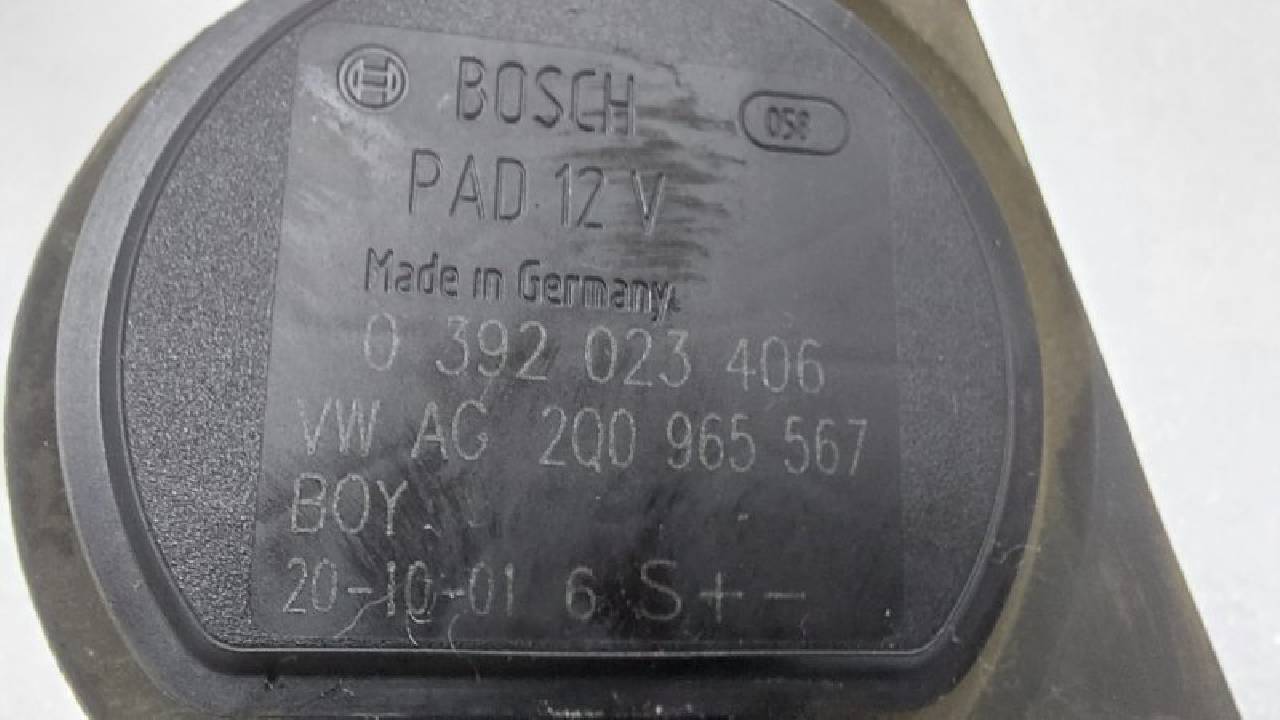 BOSCH 058
PAD 12 V
Made in Germany
0 392 023 406
VW AG 2Q0 965 567
BOY
20-10-01 6 S + -